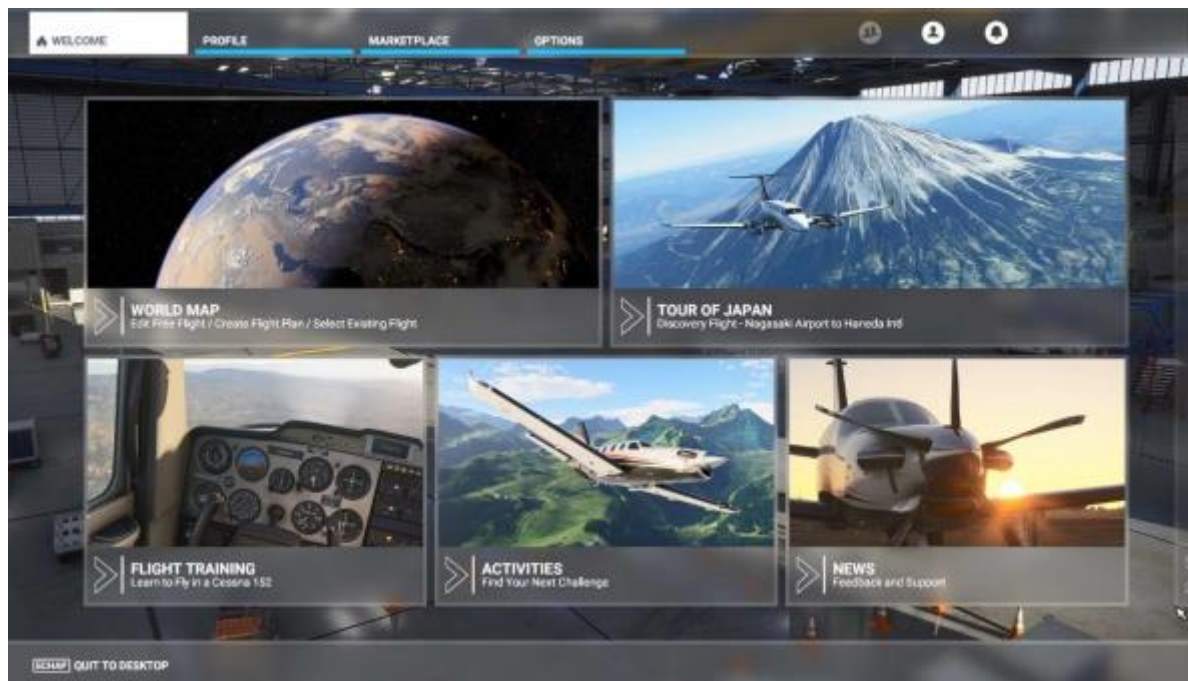 WELCOME
PROFILE
MARKETPLACE
OPTIONS
WORLD MAP
Edit Free Flight / Create Flight Plan / Select Existing Flight
TOUR OF JAPAN
Discovery Flight - Nagasaki Airport to Haneda Intl
FLIGHT TRAINING
Learn to Fly in a Cessna 152
ACTIVITIES
Find Your Next Challenge
NEWS
Feedback and Support
ECHAP QUIT TO DESKTOP